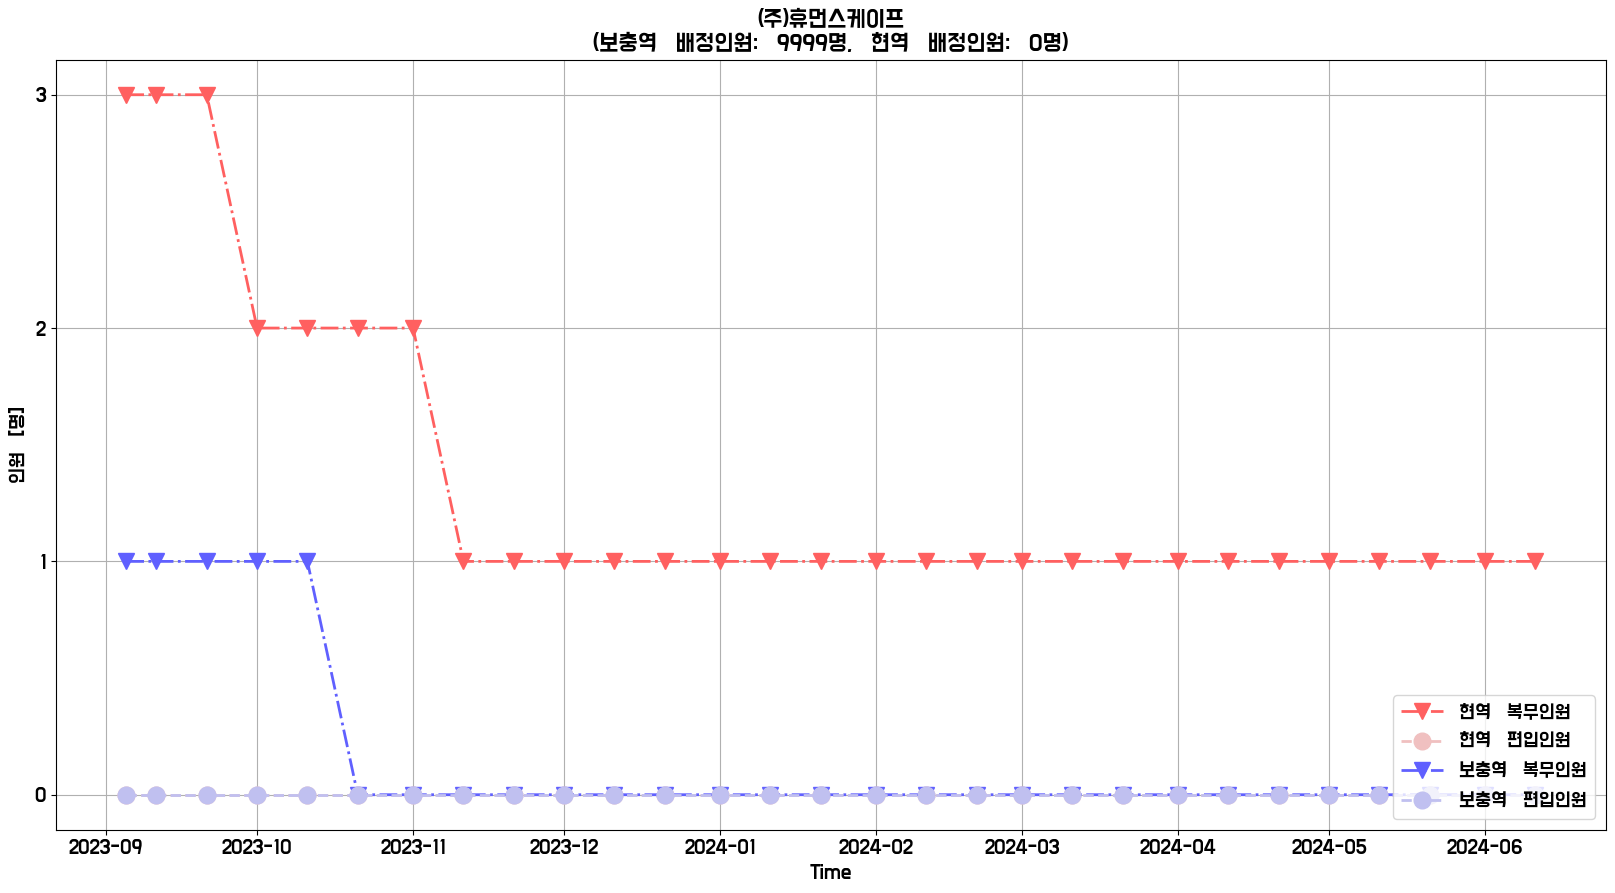 (주)휴먼스케이프
(보충역 배정인원: 9999명, 현역 배정인원: 0명)
3
2
1
0
인원 [명]
현역 복무인원
현역 편입인원
보충역 복무인원
보충역 편입인원
2023-09 2023-10 2023-11 2023-12 2024-01 2024-02 2024-03 2024-04 2024-05 2024-06
Time